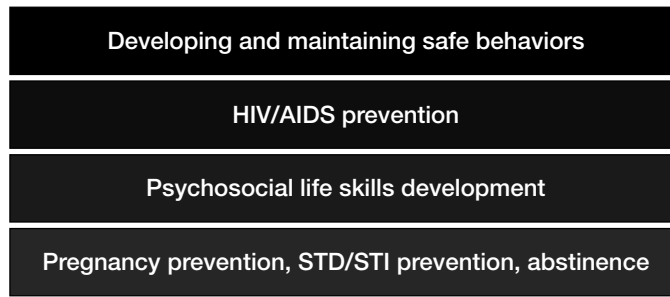 Developing and maintaining safe behaviors
HIV/AIDS prevention
Psychosocial life skills development
Pregnancy prevention, STD/STI prevention, abstinence